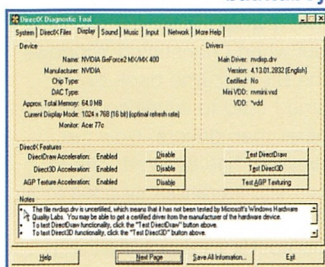 DirectX Diagnostic Tool
System DirectX Files Display Sound Music Input Network More Help
Device
Name: NVIDIA GeForce2 MX/MX 400
Manufacturer: NVIDIA
Chip Type:
DAC Type:
Approx. Total Memory: 64.0 MB
Current Display Mode: 1024 x 768 (16 bit) (optimal refresh rate)
Monitor: Acer 77c
Drivers
Main Driver: nvdisp.drv
Version: 4.13.01.2832 (English)
Certified: No
Mini VDD: nvmini.vxd
VDD: *vdd
DirectX Features
DirectDraw Acceleration: Enabled Disable Test DirectDraw
Direct3D Acceleration: Enabled Disable Test Direct3D
AGP Texture Acceleration: Enabled Disable Test AGP Texturing
Notes
The file nvdisp.drv is uncertified, which means that it has not been tested by Microsoft's Windows Hardware
Quality Labs. You may be able to get a certified driver from the manufacturer of the hardware device.
To test DirectDraw functionality, click the "Test DirectDraw" button above.
To test Direct3D functionality, click the "Test Direct3D" button above.
Help Next Page Save All Information... Exit